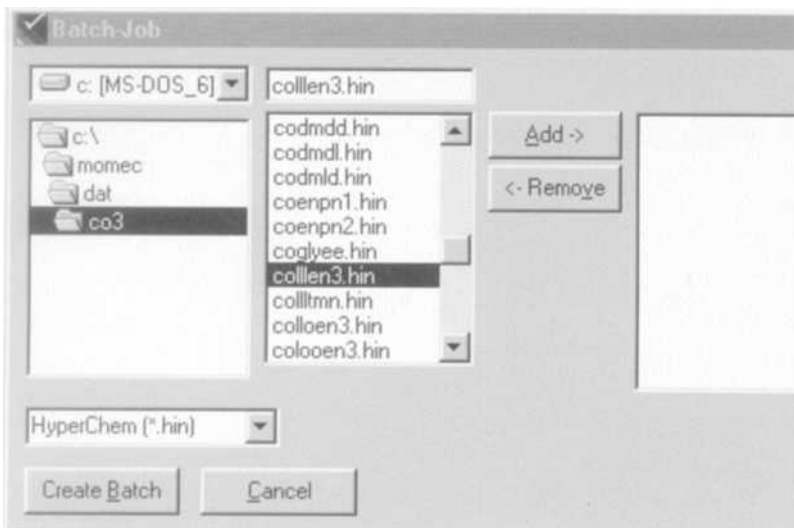 Batch-Job
c: [MS-DOS_6]
colllen3.hin
c:\
momec
dat
co3
codmdd.hin
codmdl.hin
codmld.hin
coenpn1.hin
coenpn2.hin
coglyee.hin
colllen3.hin
collltmn.hin
colloen3.hin
colooen3.hin
Add ->
<- Remove
HyperChem (*.hin)
Create Batch
Cancel